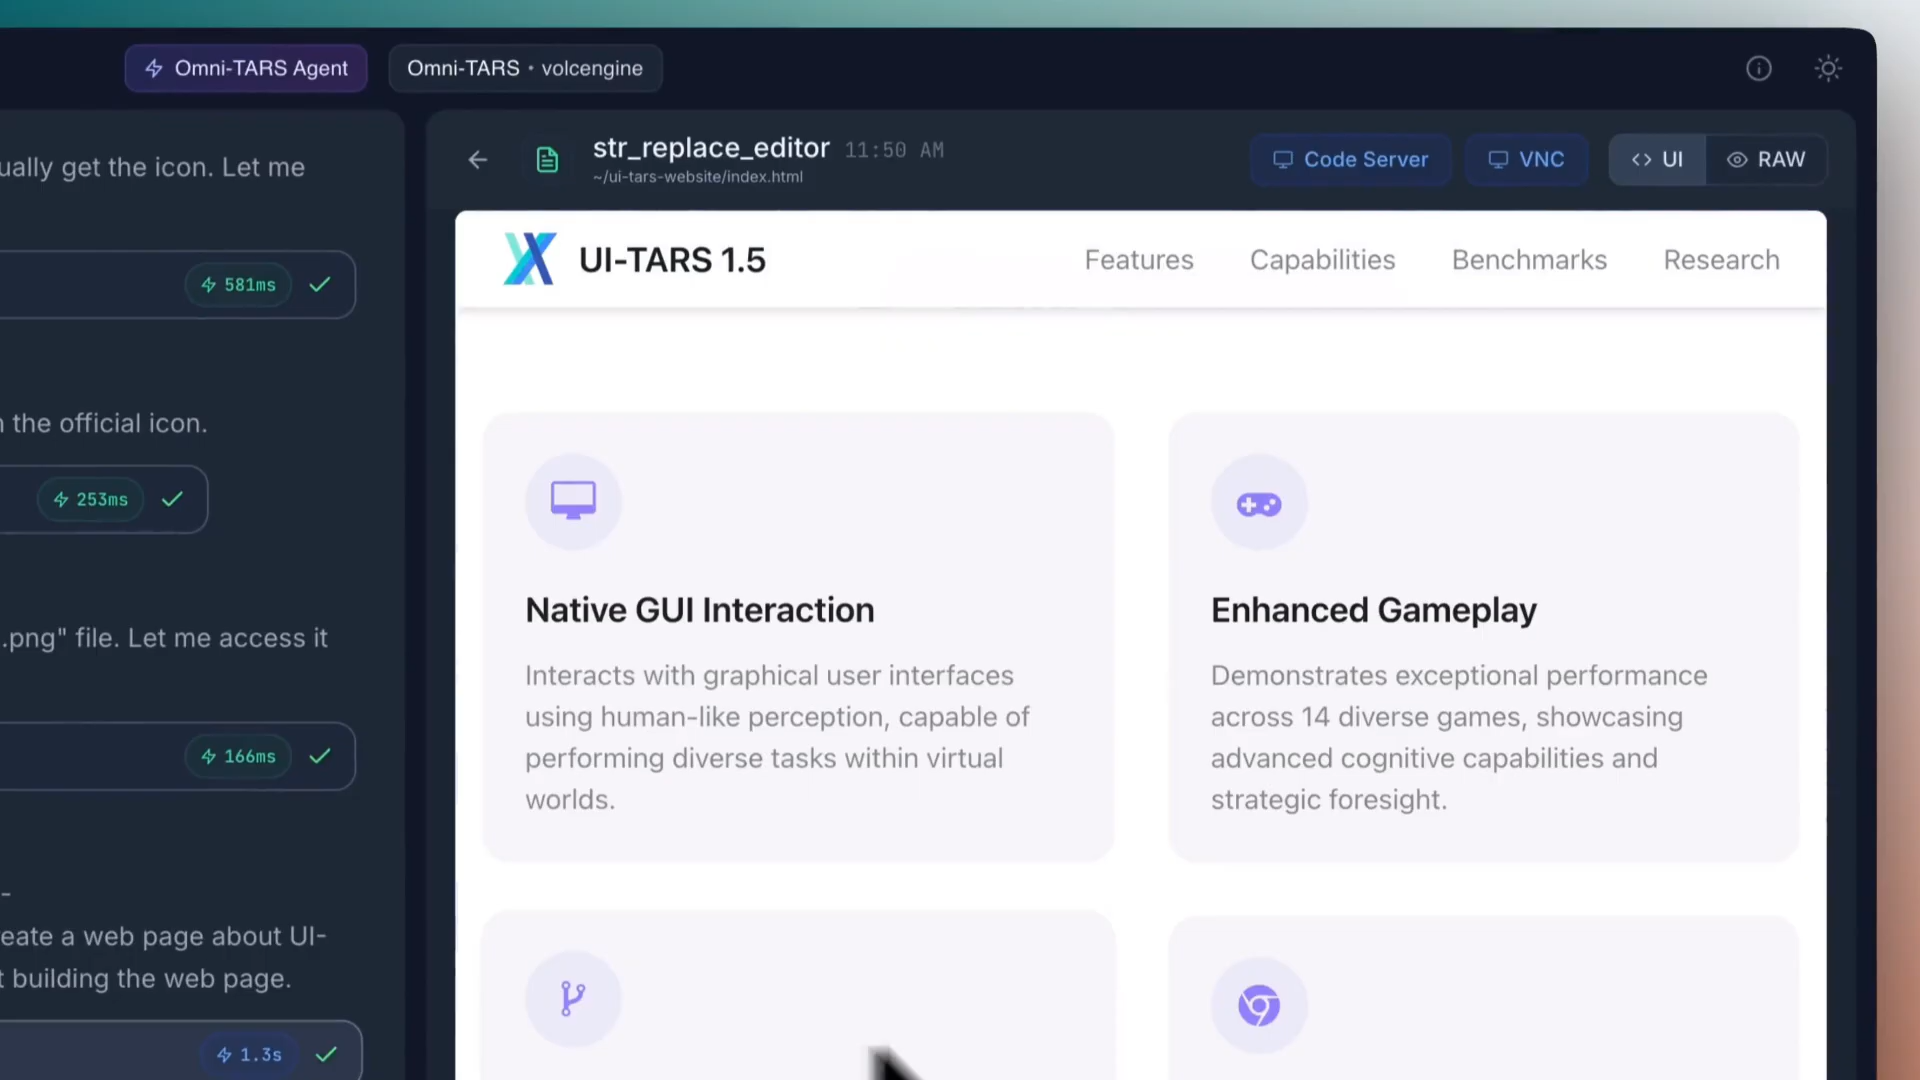 Omni-TARS Agent
Omni-TARS • volcengine
ually get the icon. Let me
581ms
the official icon.
253ms
.png" file. Let me access it
166ms
-
eate a web page about UI-
t building the web page.
1.3s
str_replace_editor 11:50 AM
~/ui-tars-website/index.html
Code Server
VNC
UI
RAW
UI-TARS 1.5
Features
Capabilities
Benchmarks
Research
Native GUI Interaction
Interacts with graphical user interfaces
using human-like perception, capable of
performing diverse tasks within virtual
worlds.
Enhanced Gameplay
Demonstrates exceptional performance
across 14 diverse games, showcasing
advanced cognitive capabilities and
strategic foresight.